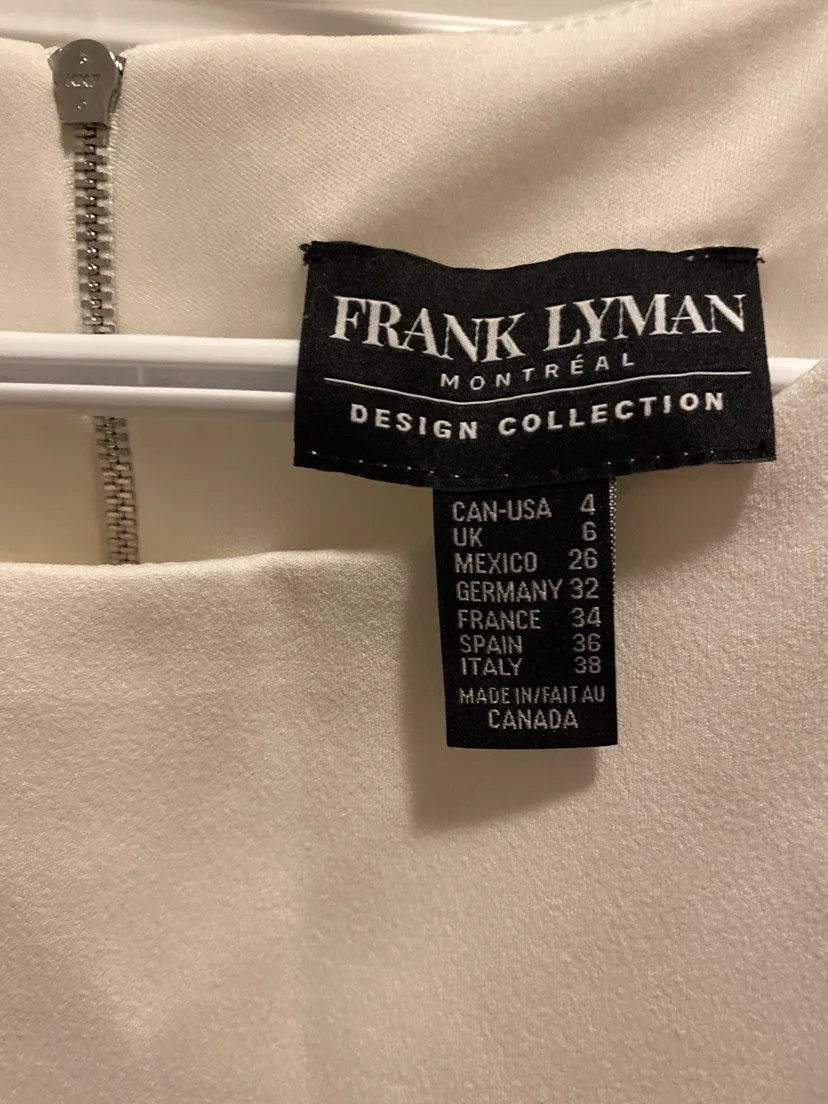 FRANK LYMAN
MONTRÉAL
DESIGN COLLECTION
CAN-USA 4
UK 6
MEXICO 26
GERMANY 32
FRANCE 34
SPAIN 36
ITALY 38
MADE IN/FAIT AU
CANADA